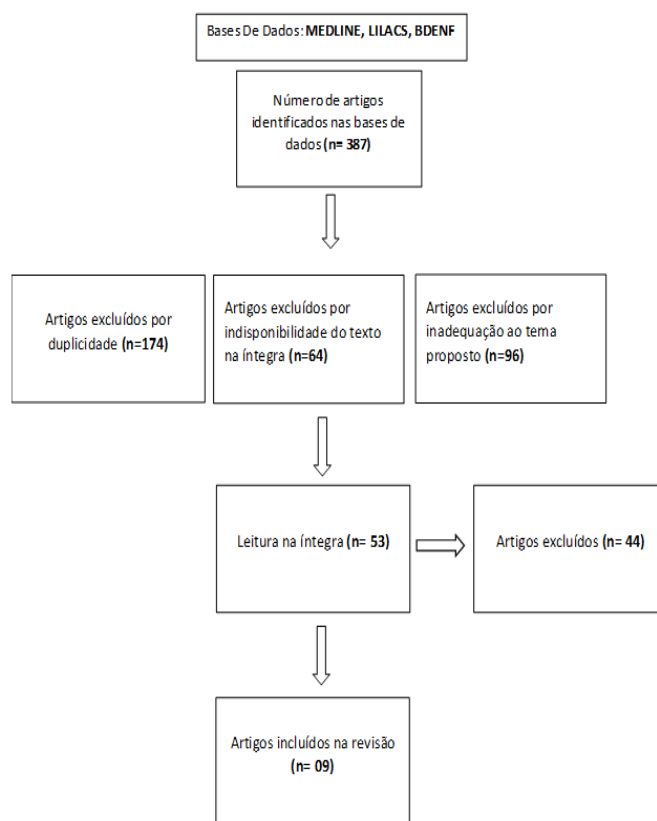 Bases De Dados: MEDLINE, LILACS, BDENF
Número de artigos
identificados nas bases de
dados (n= 387)
Artigos excluídos por
duplicidade (n=174)
Artigos excluídos por
indisponibilidade do texto
na íntegra (n=64)
Artigos excluídos por
inadequação ao tema
proposto (n=96)
Leitura na íntegra (n= 53)
Artigos excluídos (n= 44)
Artigos incluídos na revisão
(n= 09)